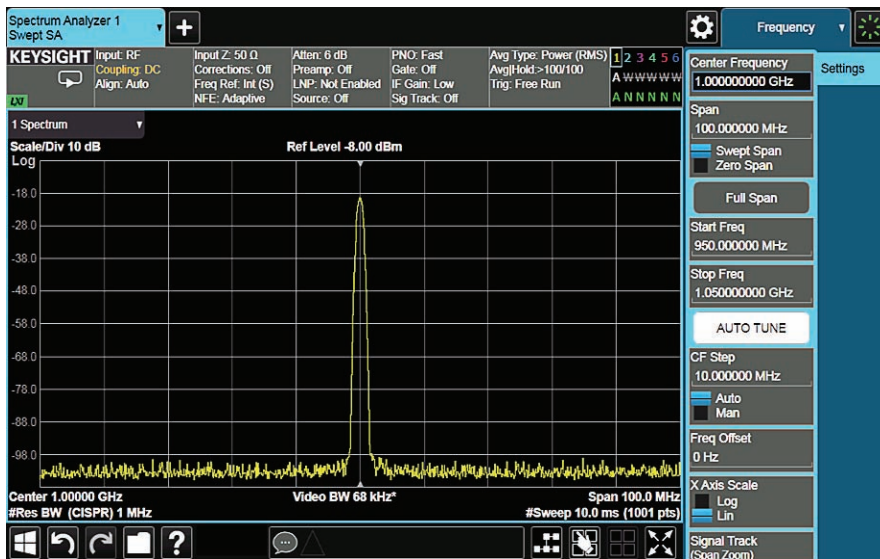 Spectrum Analyzer 1
Swept SA
+
Frequency
KEYSIGHT
LXI
Input: RF
Coupling: DC
Align: Auto
Input Z: 50 Ω
Corrections: Off
Freq Ref: Int (S)
NFE: Adaptive
Atten: 6 dB
Preamp: Off
LNP: Not Enabled
Source: Off
PNO: Fast
Gate: Off
IF Gain: Low
Sig Track: Off
Avg Type: Power (RMS)
Avg|Hold:>100/100
Trig: Free Run
1 2 3 4 5 6
A W W W W W
A N N N N N
1 Spectrum
Scale/Div 10 dB
Ref Level -8.00 dBm
Log
-18.0
-28.0
-38.0
-48.0
-58.0
-68.0
-78.0
-88.0
-98.0
Center 1.00000 GHz
#Res BW (CISPR) 1 MHz
Video BW 68 kHz*
Span 100.0 MHz
#Sweep 10.0 ms (1001 pts)
?
Center Frequency
1.000000000 GHz
Settings
Span
100.000000 MHz
Swept Span
Zero Span
Full Span
Start Freq
950.000000 MHz
Stop Freq
1.050000000 GHz
AUTO TUNE
CF Step
10.000000 MHz
Auto
Man
Freq Offset
0 Hz
X Axis Scale
Log
Lin
Signal Track
(Span Zoom)